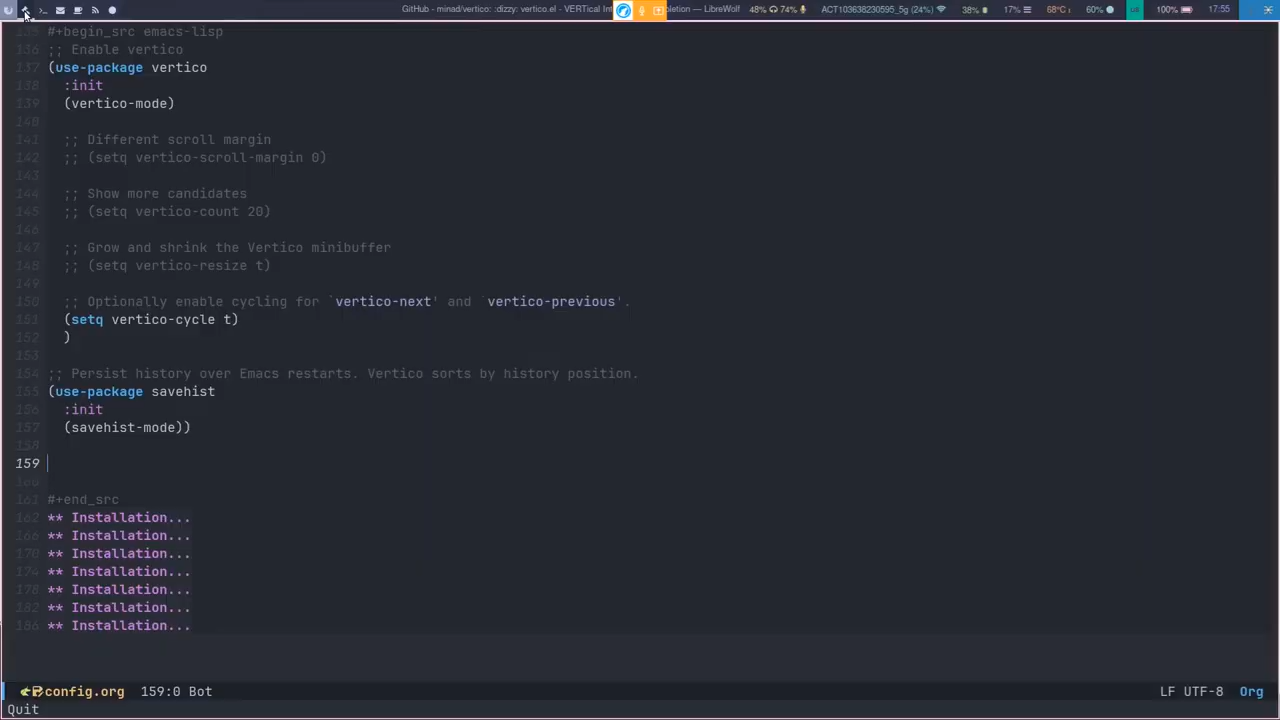 GitHub - minad/vertico: :dizzy: vertico.el - VERTical Int pletion — LibreWolf 48% 74% ACT103638230595_5g (24%) 38% 17% 68°C 60% us 100% 17:55
135 #+begin_src emacs-lisp
136 ;; Enable vertico
137 (use-package vertico
138 :init
139 (vertico-mode)
140
141 ;; Different scroll margin
142 ;; (setq vertico-scroll-margin 0)
143
144 ;; Show more candidates
145 ;; (setq vertico-count 20)
146
147 ;; Grow and shrink the Vertico minibuffer
148 ;; (setq vertico-resize t)
149
150 ;; Optionally enable cycling for `vertico-next' and `vertico-previous'.
151 (setq vertico-cycle t)
152 )
153
154 ;; Persist history over Emacs restarts. Vertico sorts by history position.
155 (use-package savehist
156 :init
157 (savehist-mode))
158
159
160
161 #+end_src
162 ** Installation...
166 ** Installation...
170 ** Installation...
174 ** Installation...
178 ** Installation...
182 ** Installation...
186 ** Installation...
config.org 159:0 Bot LF UTF-8 Org
Quit